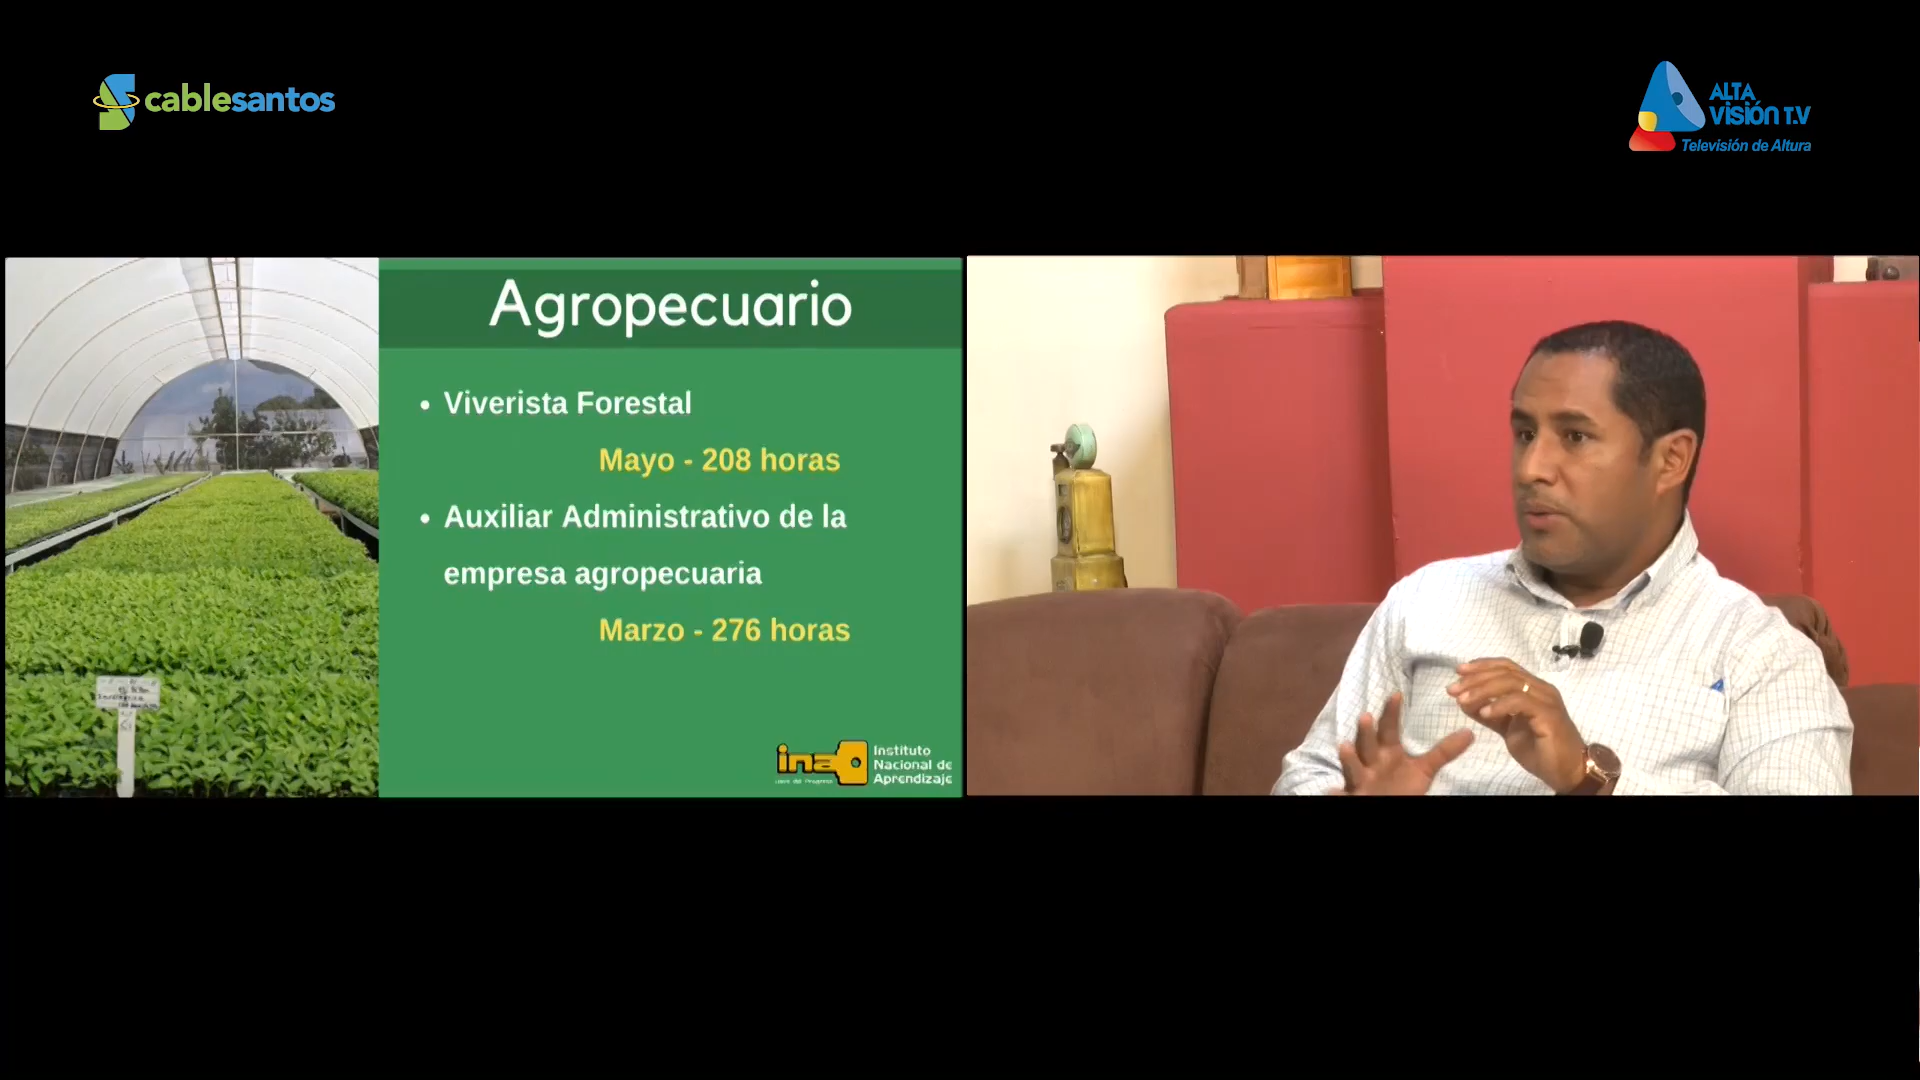 cablesantos
ALTA
VISIÓN T.V
Televisión de Altura
Agropecuario
• Viverista Forestal
Mayo - 208 horas
• Auxiliar Administrativo de la
empresa agropecuaria
Marzo - 276 horas
ina
Instituto
Nacional de
Aprendizaje